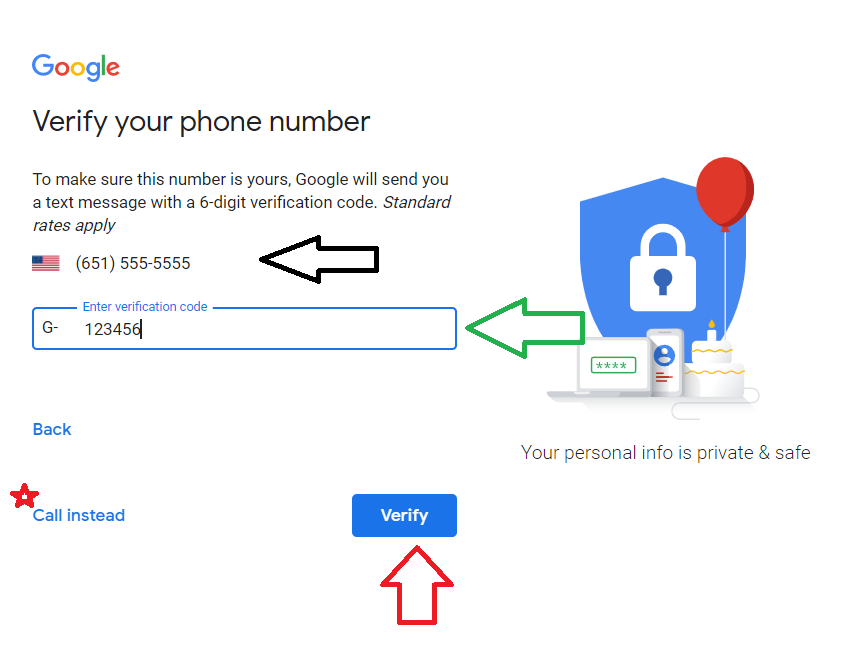 Google
Verify your phone number
To make sure this number is yours, Google will send you
a text message with a 6-digit verification code. Standard
rates apply
(651) 555-5555
Enter verification code
G- 123456
Back
Call instead
Verify
****
Your personal info is private & safe